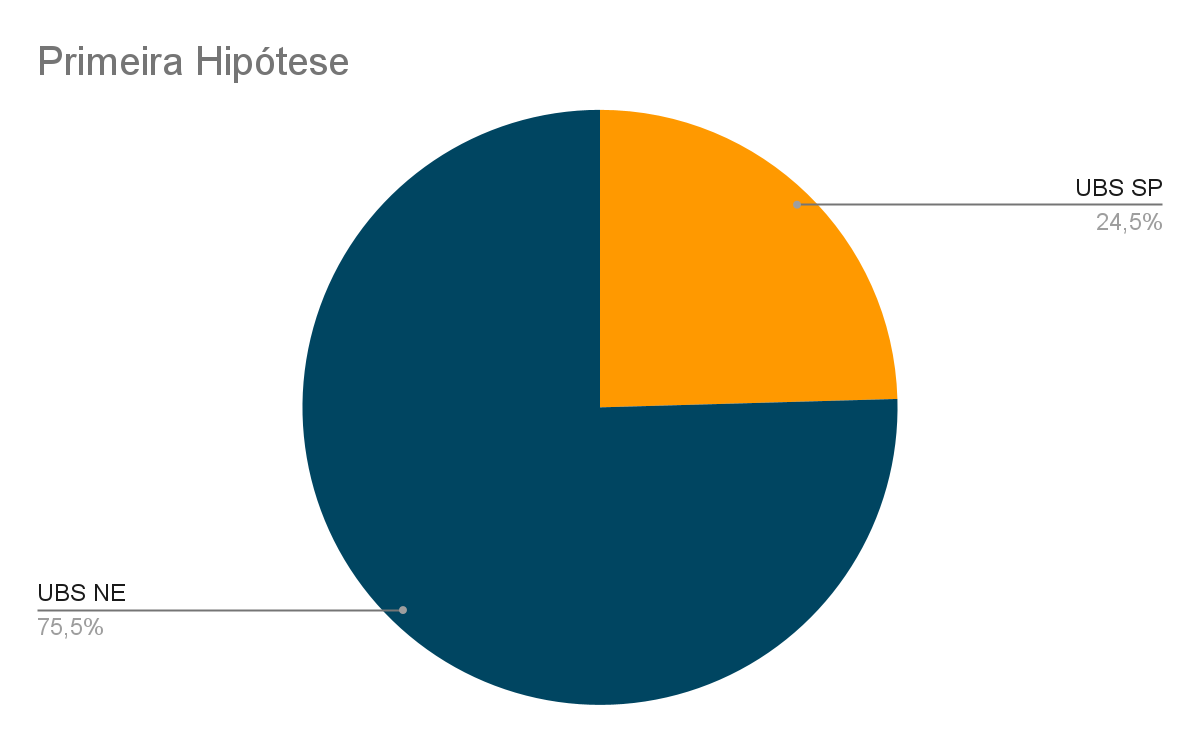 Primeira Hipótese
UBS SP
24,5%
UBS NE
75,5%